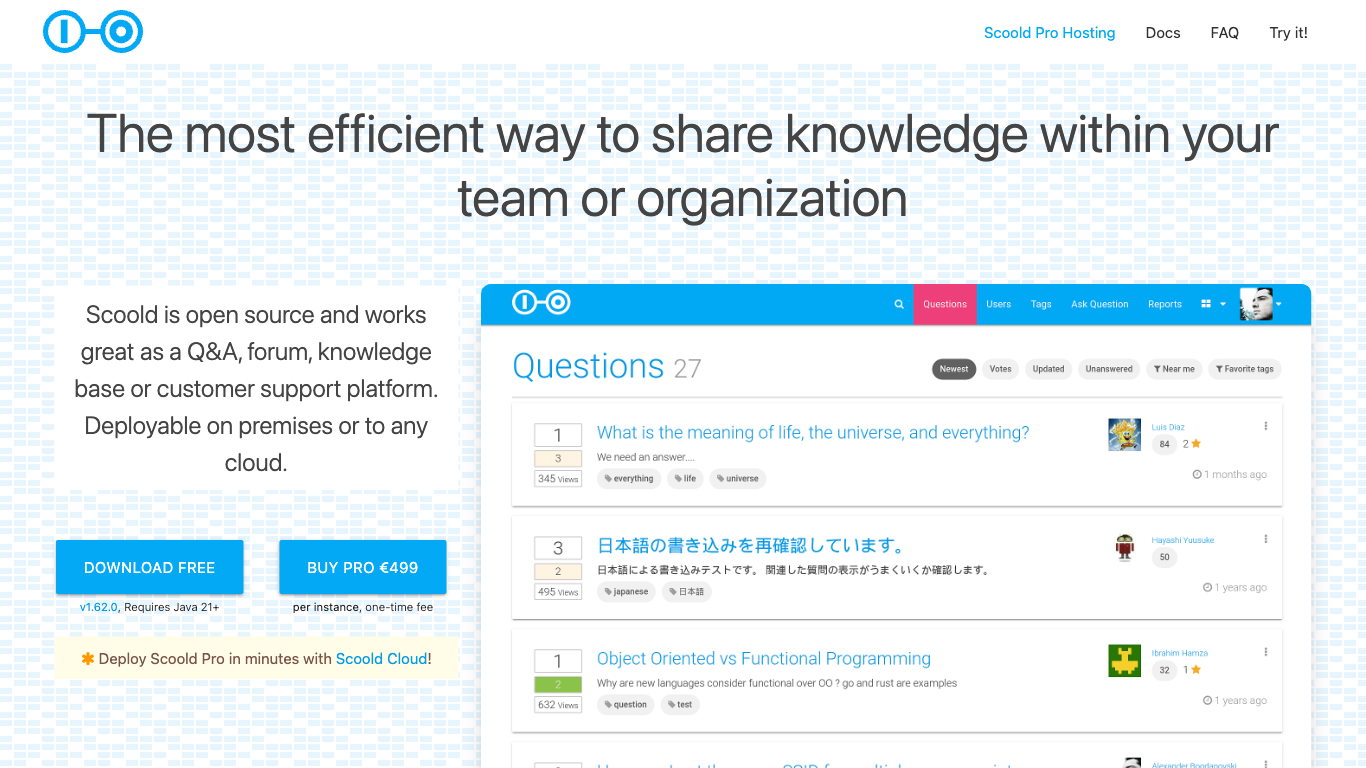 Scoold Pro Hosting Docs FAQ Try it!
The most efficient way to share knowledge within your
team or organization
Scoold is open source and works
great as a Q&A, forum, knowledge
base or customer support platform.
Deployable on premises or to any
cloud.
DOWNLOAD FREE
v1.62.0, Requires Java 21+
BUY PRO €499
per instance, one-time fee
✱ Deploy Scoold Pro in minutes with Scoold Cloud!
Questions Users Tags Ask Question Reports
Questions 27
Newest Votes Updated Unanswered Near me Favorite tags
1
3
345 Views
What is the meaning of life, the universe, and everything?
We need an answer....
everything life universe
Luis Diaz
84 2
1 months ago
3
2
495 Views
日本語の書き込みを再確認しています。
日本語による書き込みテストです。 関連した質問の表示がうまくいくか確認します。
japanese 日本語
Hayashi Yuusuke
50
1 years ago
1
2
632 Views
Object Oriented vs Functional Programming
Why are new languages consider functional over OO ? go and rust are examples
question test
Ibrahim Hamza
32 1
1 years ago
Alexander Bogdanovski